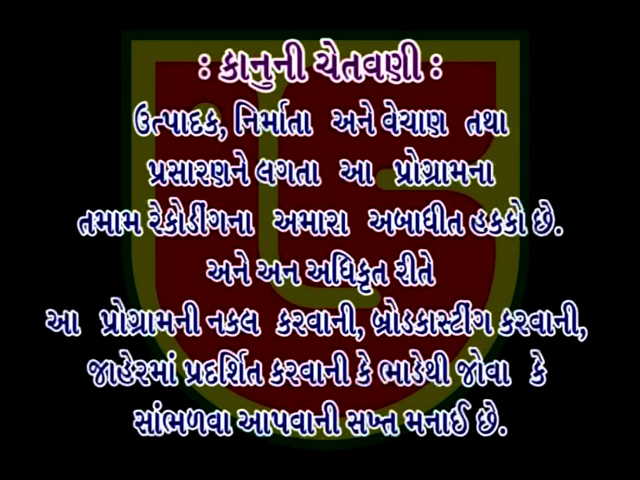 : કાનુની ચેતવણી :
ઉત્પાદક, નિર્માતા અને વેચાણ તથા
પ્રસારણને લગતા આ પ્રોગ્રામના
તમામ રેકોર્ડીંગના અમારા અબાધીત હકકો છે.
અને અન અધિકૃત રીતે
આ પ્રોગ્રામની નકલ કરવાની, બ્રોડકાસ્ટીંગ કરવાની,
જાહેરમાં પ્રદર્શિત કરવાની કે ભાડેથી જોવા કે
સાંભળવા આપવાની સખ્ત મનાઈ છે.